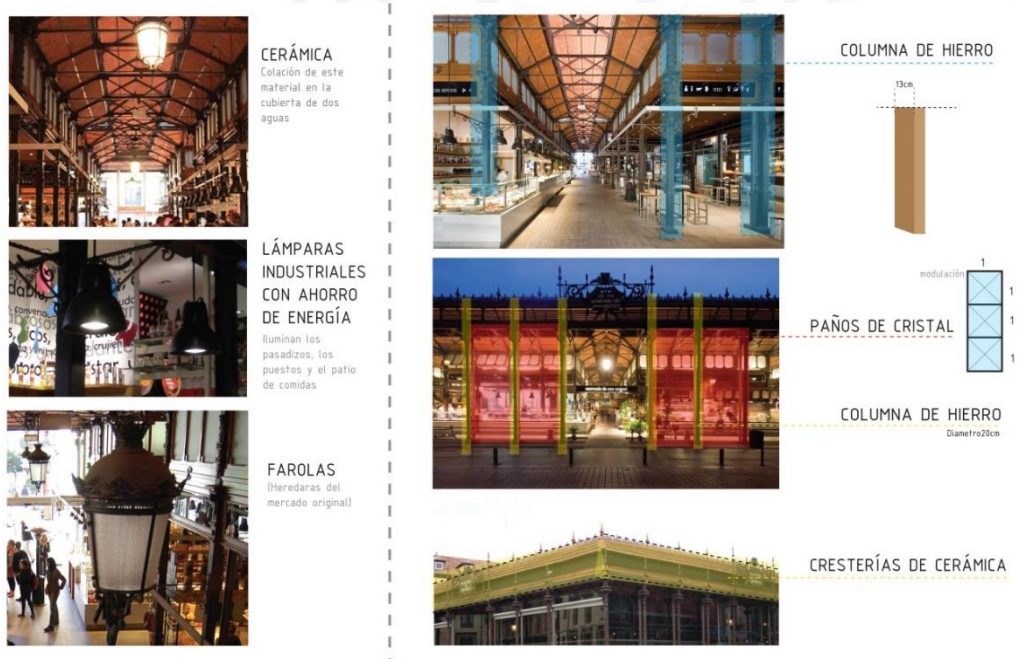 CERÁMICA
Colación de este
material en la
cubierta de dos
aguas
LÁMPARAS
INDUSTRIALES
CON AHORRO
DE ENERGÍA
Iluminan los
pasadizos, los
puestos y el patio
de comidas
FAROLAS
(Heredaras del
mercado original)
COLUMNA DE HIERRO
13cm
modulación
1
1
1
1
PAÑOS DE CRISTAL
COLUMNA DE HIERRO
Diametro20cm
CRESTERÍAS DE CERÁMICA